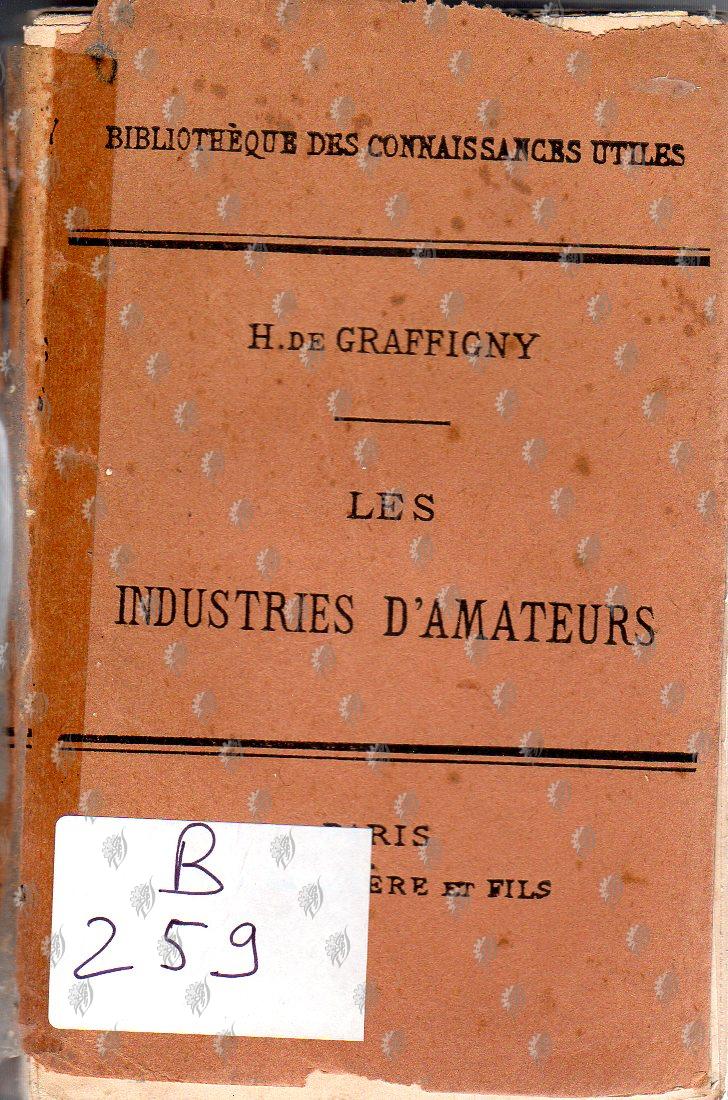 BIBLIOTHÈQUE DES CONNAISSANCES UTILES
H. DE GRAFFIGNY
LES
INDUSTRIES D'AMATEURS
PARIS
ÈRE ET FILS
B
259